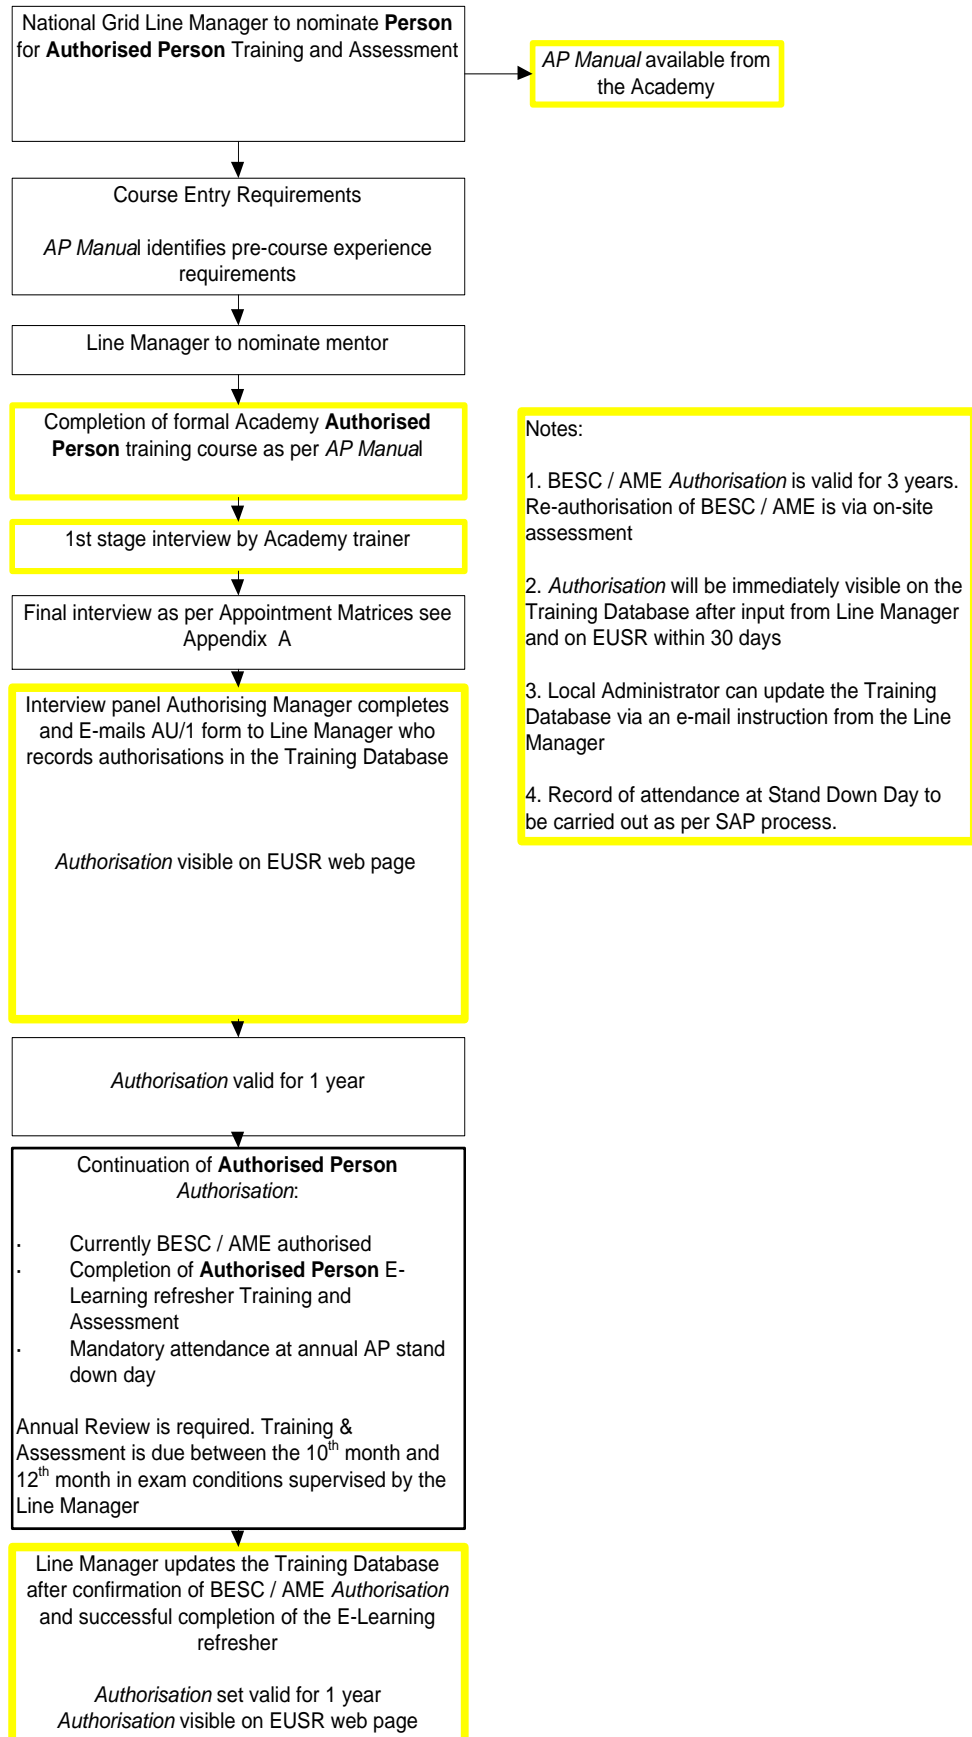 National Grid Line Manager to nominate Person
for Authorised Person Training and Assessment
AP Manual available from
the Academy
Course Entry Requirements
AP Manual identifies pre-course experience
requirements
Line Manager to nominate mentor
Completion of formal Academy Authorised
Person training course as per AP Manual
1st stage interview by Academy trainer
Final interview as per Appointment Matrices see
Appendix A
Interview panel Authorising Manager completes
and E-mails AU/1 form to Line Manager who
records authorisations in the Training Database
Authorisation visible on EUSR web page
Notes:
1. BESC / AME Authorisation is valid for 3 years.
Re-authorisation of BESC / AME is via on-site
assessment
2. Authorisation will be immediately visible on the
Training Database after input from Line Manager
and on EUSR within 30 days
3. Local Administrator can update the Training
Database via an e-mail instruction from the Line
Manager
4. Record of attendance at Stand Down Day to
be carried out as per SAP process.
Authorisation valid for 1 year
Continuation of Authorised Person
Authorisation:
· Currently BESC / AME authorised
· Completion of Authorised Person E-
Learning refresher Training and
Assessment
· Mandatory attendance at annual AP stand
down day
Annual Review is required. Training &
Assessment is due between the 10th month and
12th month in exam conditions supervised by the
Line Manager
Line Manager updates the Training Database
after confirmation of BESC / AME Authorisation
and successful completion of the E-Learning
refresher
Authorisation set valid for 1 year
Authorisation visible on EUSR web page